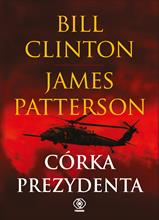 BILL
CLINTON
JAMES
PATTERSON
CÓRKA
PREZYDENTA